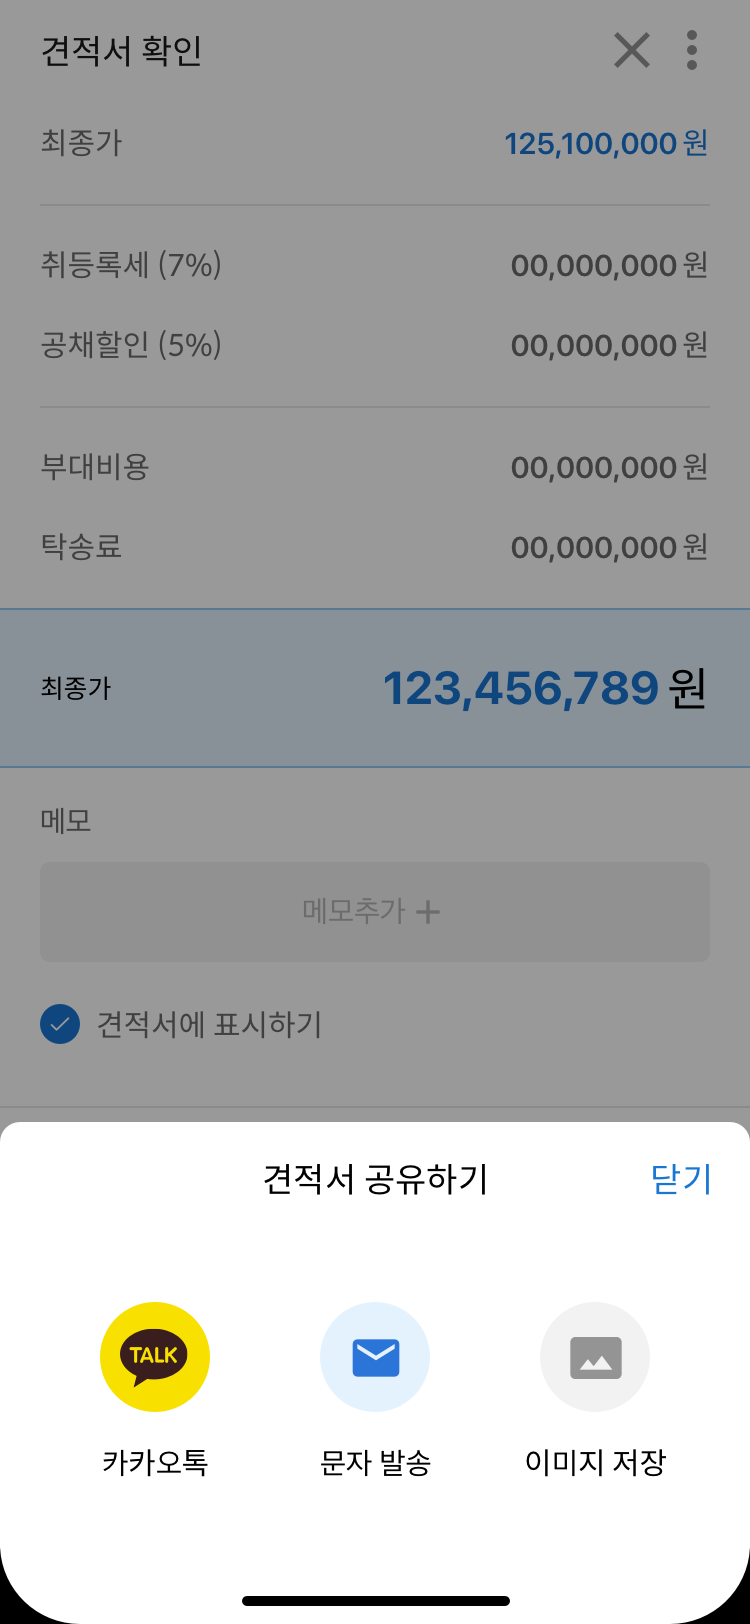 견적서 확인
최종가 125,100,000 원
취등록세 (7%) 00,000,000 원
공채할인 (5%) 00,000,000 원
부대비용 00,000,000 원
탁송료 00,000,000 원
최종가 123,456,789 원
메모
메모추가 +
견적서에 표시하기
견적서 공유하기 닫기
TALK
카카오톡 문자 발송 이미지 저장